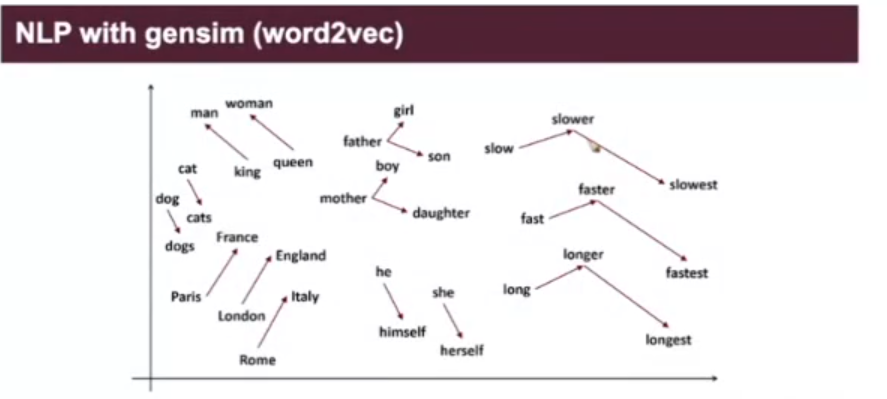 NLP with gensim (word2vec)
man
woman
king
queen
cat
cats
dog
dogs
France
England
Italy
Paris
London
Rome
girl
father
son
boy
mother
daughter
he
himself
she
herself
slow
slower
slowest
fast
faster
fastest
long
longer
longest